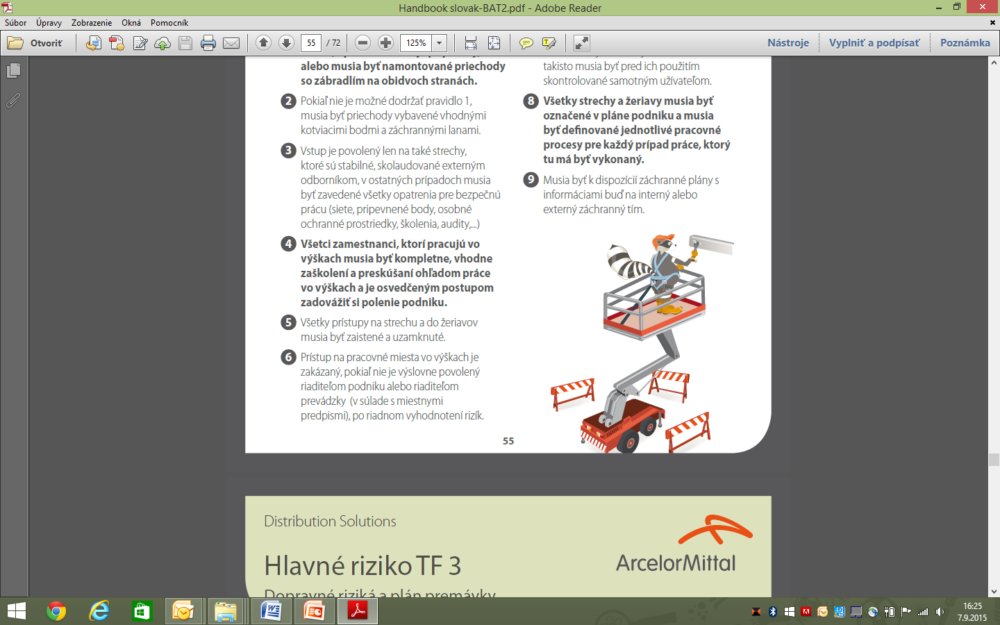 Handbook slovak-BAT2.pdf - Adobe Reader
Súbor Úpravy Zobrazenie Okná Pomocník
Otvoriť 55 / 72 125% Nástroje Vyplniť a podpísať Poznámka
alebo musia byť namontované priechody
so zábradlím na obidvoch stranách.
2 Pokiaľ nie je možné dodržať pravidlo 1,
musia byť priechody vybavené vhodnými
kotviacimi bodmi a záchrannými lanami.
3 Vstup je povolený len na také strechy,
ktoré sú stabilné, skolaudované externým
odborníkom, v ostatných prípadoch musia
byť zavedené všetky opatrenia pre bezpečnú
prácu (siete, pripevnené body, osobné
ochranné prostriedky, školenia, audity,...)
4 Všetci zamestnanci, ktorí pracujú vo
výškach musia byť kompletne, vhodne
zaškolení a preskúšaní ohľadom práce
vo výškach a je osvedčeným postupom
zadovážiť si polenie podniku.
5 Všetky prístupy na strechu a do žeriavov
musia byť zaistené a uzamknuté.
6 Prístup na pracovné miesta vo výškach je
zakázaný, pokiaľ nie je výslovne povolený
riaditeľom podniku alebo riaditeľom
prevádzky (v súlade s miestnymi
predpismi), po riadnom vyhodnotení rizík.
takisto musia byť pred ich použitím
skontrolované samotným užívateľom.
8 Všetky strechy a žeriavy musia byť
označené v pláne podniku a musia
byť definované jednotlivé pracovné
procesy pre každý prípad práce, ktorý
tu má byť vykonaný.
9 Musia byť k dispozícií záchranné plány s
informáciami buď na interný alebo
externý záchranný tím.
55
Distribution Solutions
Hlavné riziko TF 3
Dopravné riziká a plán premávky
ArcelorMittal
16:25
7.9.2015